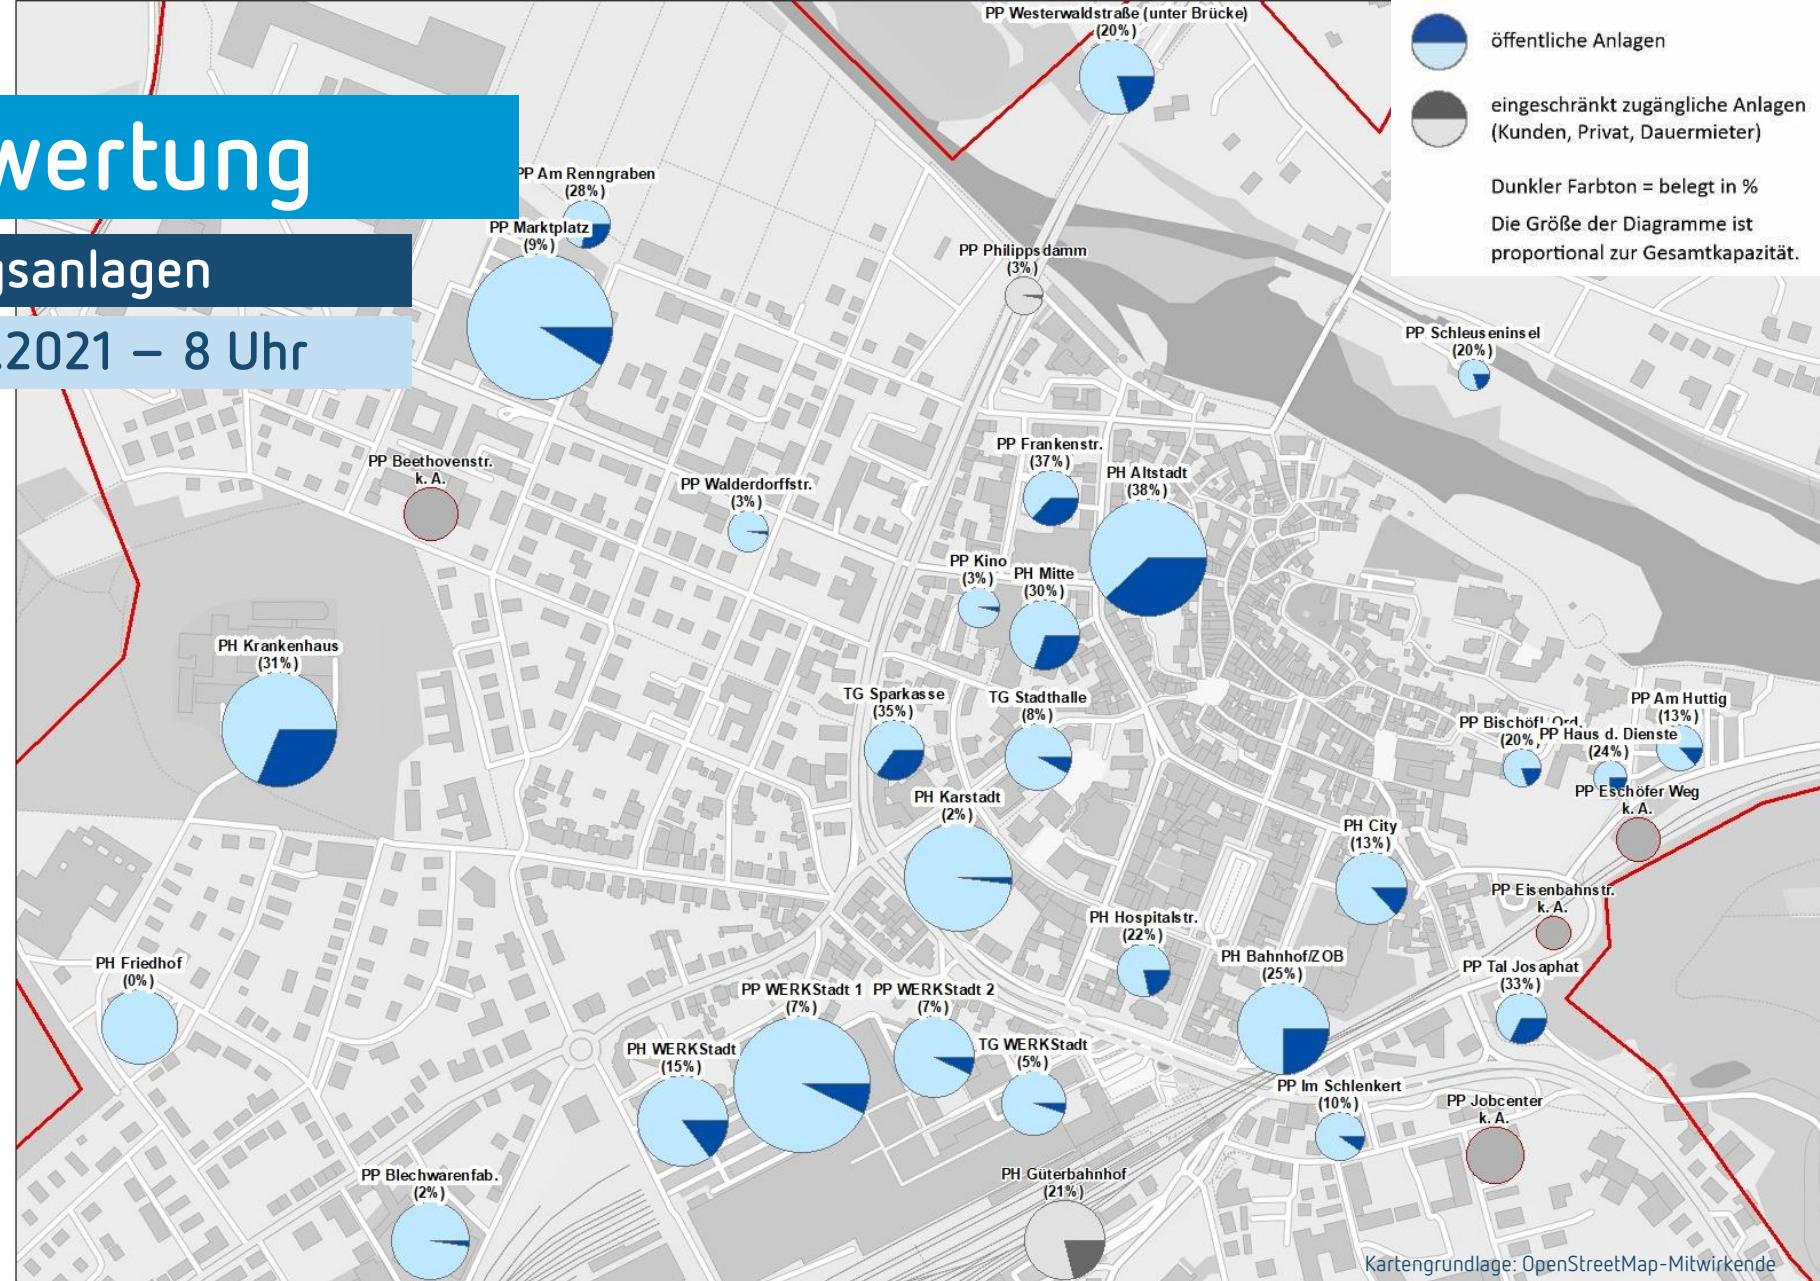 wertung
gsanlagen
.2021 – 8 Uhr
öffentliche Anlagen
eingeschränkt zugängliche Anlagen
(Kunden, Privat, Dauermieter)
Dunkler Farbton = belegt in %
Die Größe der Diagramme ist
proportional zur Gesamtkapazität.
PP Westerwaldstraße (unter Brücke)
(20%)
PP Am Renngraben
(28%)
PP Marktplatz
(9%)
PP Philippsdamm
(3%)
PP Schleuseninsel
(20%)
PP Beethovenstr.
k. A.
PP Walderdorffstr.
(3%)
PP Frankenstr.
(37%)
PH Altstadt
(38%)
PP Kino
(3%)
PH Mitte
(30%)
PH Krankenhaus
(31%)
TG Sparkasse
(35%)
TG Stadthalle
(8%)
PP Bischöfl. Ord.
(20%)
PP Haus d. Dienste
(24%)
PP Am Huttig
(13%)
PP Eschöfer Weg
k. A.
PH Karstadt
(2%)
PH City
(13%)
PP Eisenbahnstr.
k. A.
PH Hospitalstr.
(22%)
PH Bahnhof/ZOB
(25%)
PP Tal Josaphat
(33%)
PH Friedhof
(0%)
PP WERKStadt 1
(7%)
PP WERKStadt 2
(7%)
PH WERKStadt
(15%)
TG WERKStadt
(5%)
PP Im Schlenkert
(10%)
PP Jobcenter
k. A.
PP Blechwarenfab.
(2%)
PH Güterbahnhof
(21%)
Kartengrundlage: OpenStreetMap-Mitwirkende